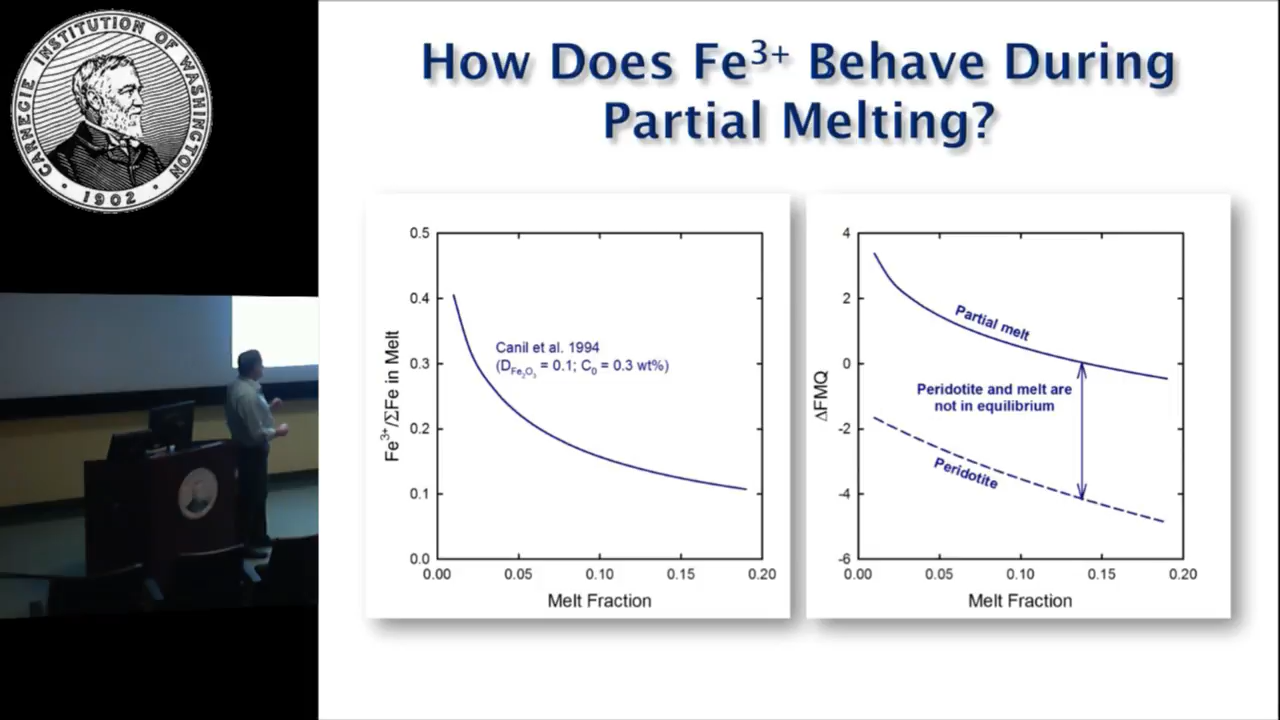 CARNEGIE INSTITUTION OF WASHINGTON
· 1902 ·
How Does Fe³⁺ Behave During
Partial Melting?
0.5
0.4
0.3
0.2
0.1
0.0
0.00
0.05
0.10
0.15
0.20
Fe³⁺/ΣFe in Melt
Melt Fraction
Canil et al. 1994
(D_Fe₂O₃ = 0.1; C₀ = 0.3 wt%)
4
2
0
-2
-4
-6
0.00
0.05
0.10
0.15
0.20
ΔFMQ
Melt Fraction
Partial melt
Peridotite and melt are
not in equilibrium
Peridotite